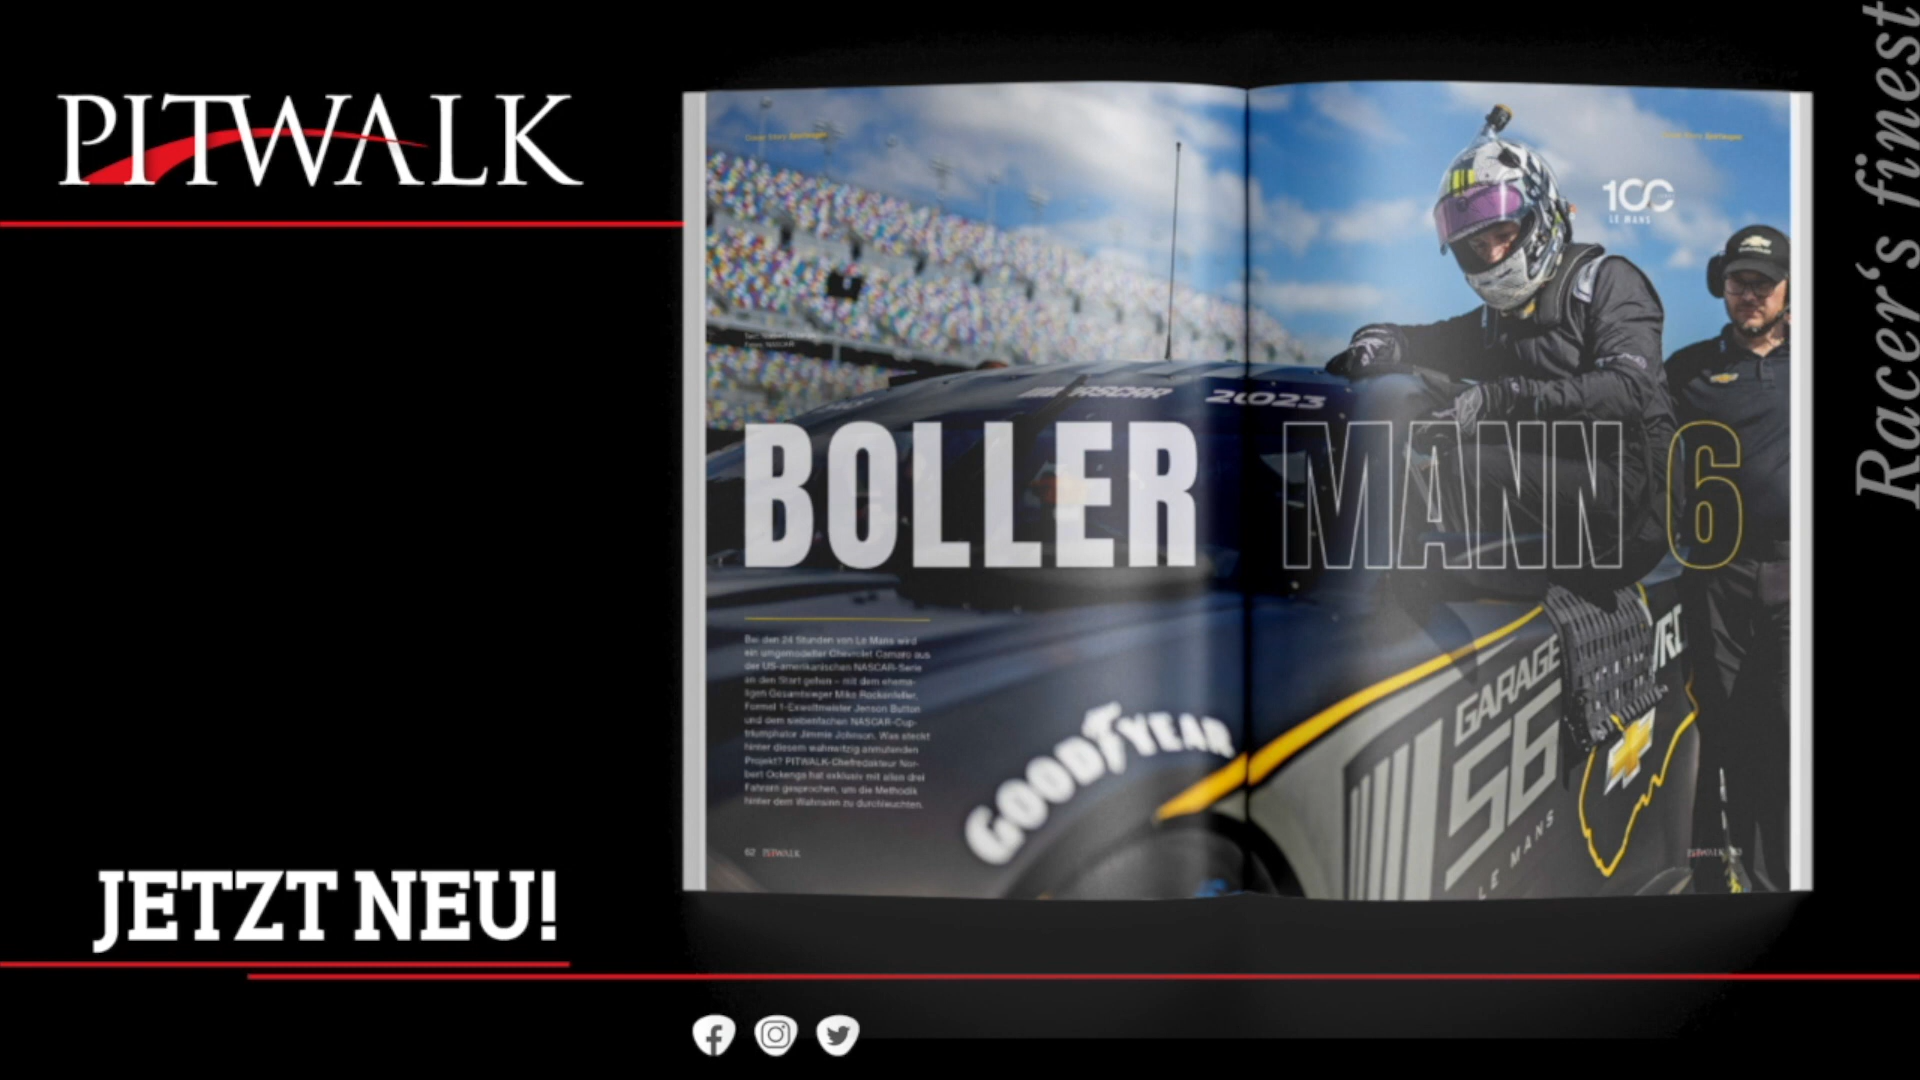 PITWALK
Racer's finest
100
LE MANS
Fotos: NASCAR
NASCAR
2023
BOLLER MANN 6
Bei den 24 Stunden von Le Mans wird
ein umgemodelter Chevrolet Camaro aus
der US-amerikanischen NASCAR-Serie
an den Start gehen – mit dem ehema-
ligen Gesamtsieger Mike Rockenfeller,
Formel 1-Exweltmeister Jenson Button
und dem siebenfachen NASCAR-Cup-
triumphator Jimmie Johnson. Was steckt
hinter diesem wahnwitzig anmutenden
Projekt? PITWALK-Chefredakteur Nor-
bert Ockenga hat exklusiv mit allen drei
Fahrern gesprochen, um die Methodik
hinter dem Wahnsinn zu durchleuchten.
GOODYEAR
GARAGE
56
LE MANS
62 PITWALK
PITWALK
JETZT NEU!